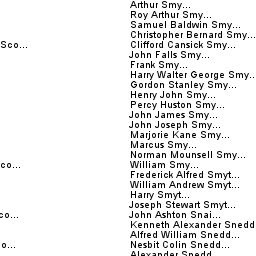 Arthur Smy...
Roy Arthur Smy...
Samuel Baldwin Smy...
Christopher Bernard Smy...
Sco... Clifford Cansick Smy...
John Falls Smy...
Frank Smy...
Harry Walter George Smy..
Gordon Stanley Smy...
Henry John Smy...
Percy Huston Smy...
John James Smy...
John Joseph Smy...
Marjorie Kane Smy...
Marcus Smy...
Norman Mounsell Smy...
co... William Smy...
Frederick Alfred Smyt...
William Andrew Smyt...
Harry Smyt...
Joseph Stewart Smyt...
co... John Ashton Snai...
Kenneth Alexander Snedd
Alfred William Snedd...
o... Nesbit Colin Snedd...
Alexander Snedd